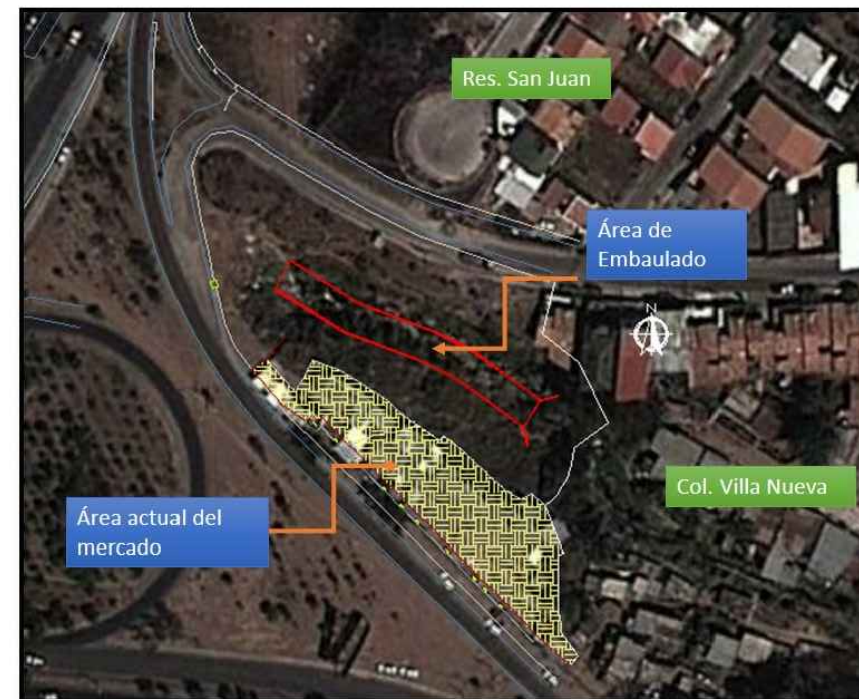 Res. San Juan
Área de
Embaulado
N
Col. Villa Nueva
Área actual del
mercado